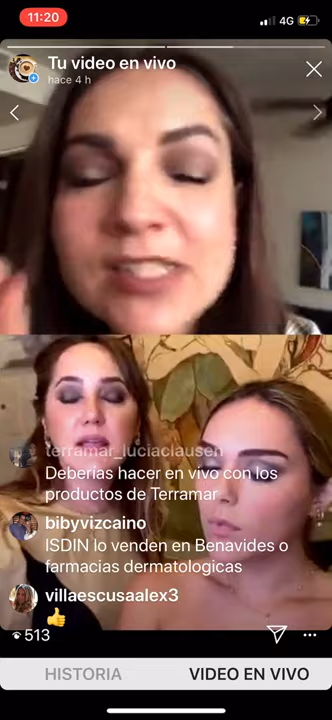 11:20
4G
Tu video en vivo
hace 4 h
terramar_luciaclausen
Deberías hacer en vivo con los
productos de Terramar
bibyvizcaino
ISDIN lo venden en Benavides o
farmacias dermatologicas
villaescusaalex3
👍
513
HISTORIA
VIDEO EN VIVO